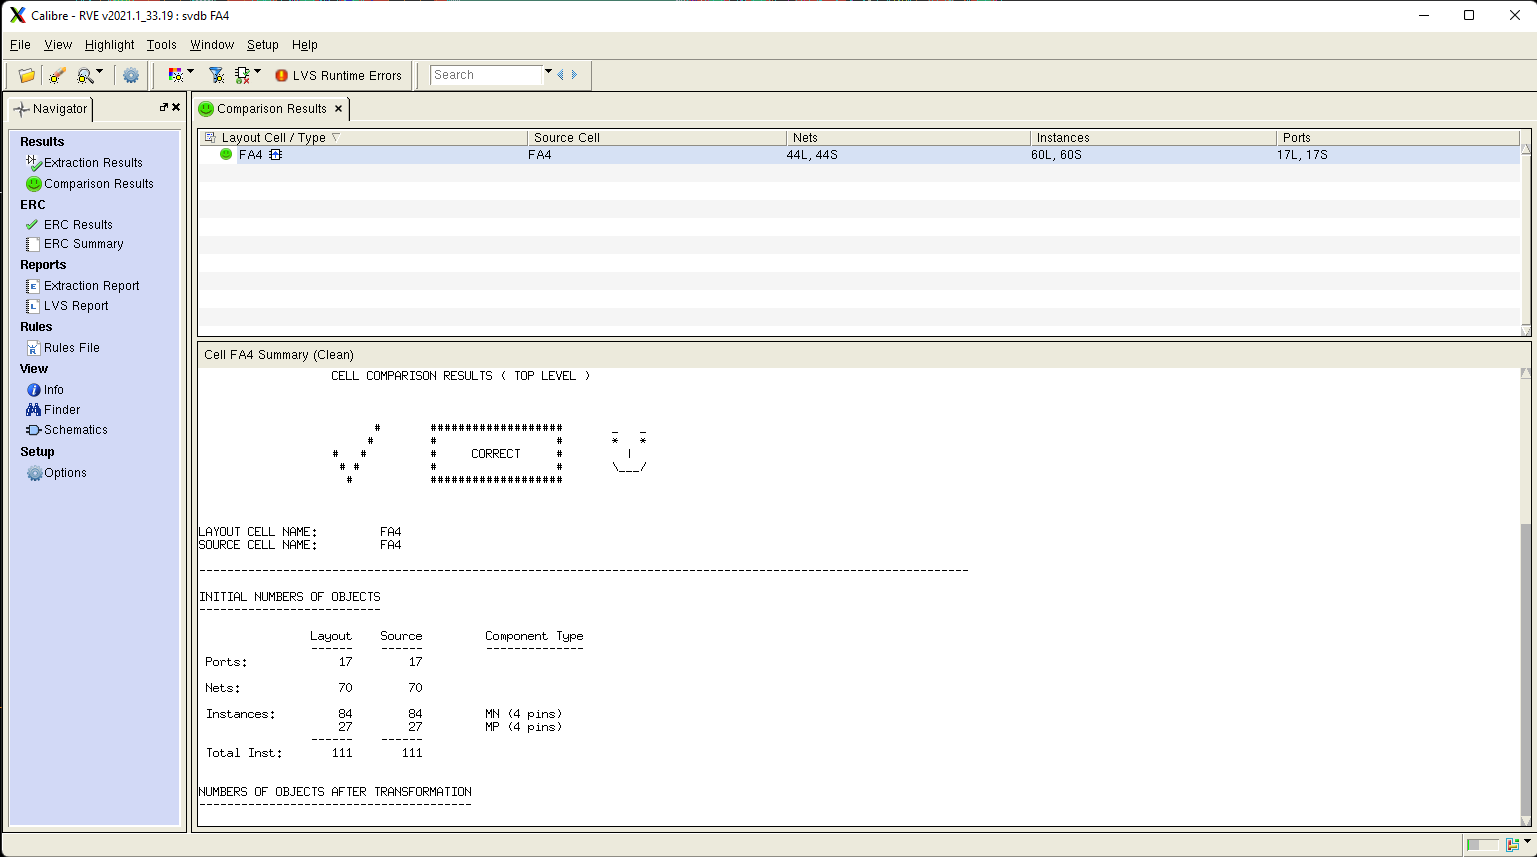 Calibre - RVE v2021.1_33.19 : svdb FA4
File View Highlight Tools Window Setup Help
LVS Runtime Errors
Search
Navigator
Results
Extraction Results
Comparison Results
ERC
ERC Results
ERC Summary
Reports
Extraction Report
LVS Report
Rules
Rules File
View
Info
Finder
Schematics
Setup
Options
Comparison Results
Layout Cell / Type Source Cell Nets Instances Ports
FA4 FA4 44L, 44S 60L, 60S 17L, 17S
Cell FA4 Summary (Clean)
CELL COMPARISON RESULTS ( TOP LEVEL )
# ################### _ _
# # # * *
# # # CORRECT # |
# # # # \___/
# ###################
LAYOUT CELL NAME: FA4
SOURCE CELL NAME: FA4
--------------------------------------------------------------------------------------------------------------
INITIAL NUMBERS OF OBJECTS
--------------------------
Layout Source Component Type
------ ------ --------------
Ports: 17 17
Nets: 70 70
Instances: 84 84 MN (4 pins)
27 27 MP (4 pins)
------ ------
Total Inst: 111 111
NUMBERS OF OBJECTS AFTER TRANSFORMATION
---------------------------------------